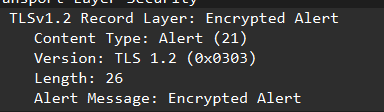 TLSv1.2 Record Layer: Encrypted Alert
Content Type: Alert (21)
Version: TLS 1.2 (0x0303)
Length: 26
Alert Message: Encrypted Alert